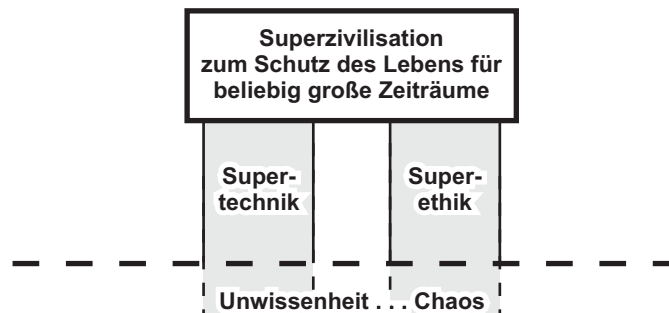 Superzivilisation
zum Schutz des Lebens für
beliebig große Zeiträume
Super-
technik
Super-
ethik
Unwissenheit . . . Chaos